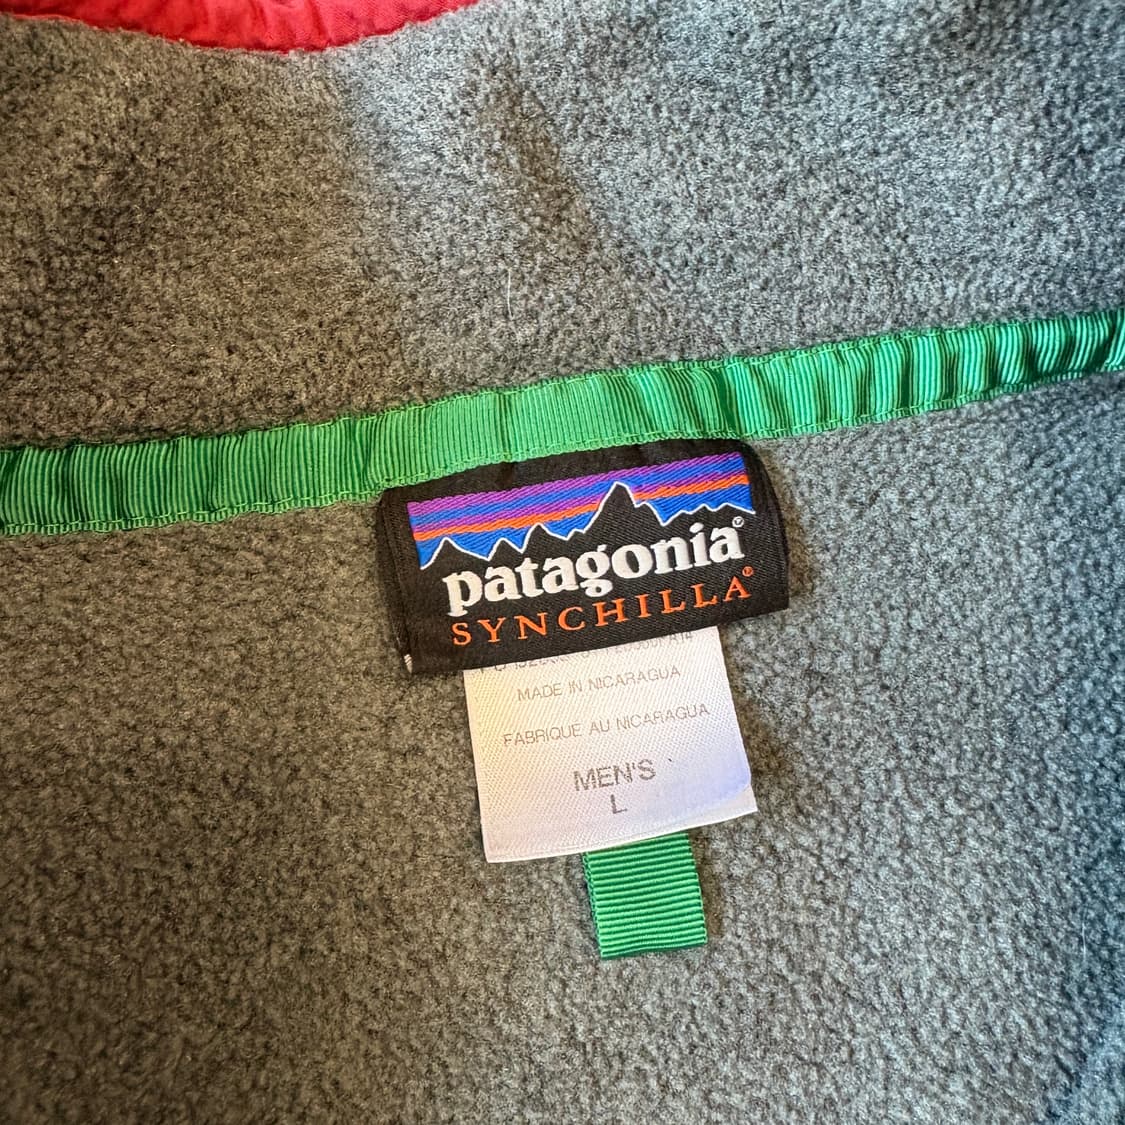 patagonia®
SYNCHILLA®
MADE IN NICARAGUA
FABRIQUE AU NICARAGUA
MEN'S
L